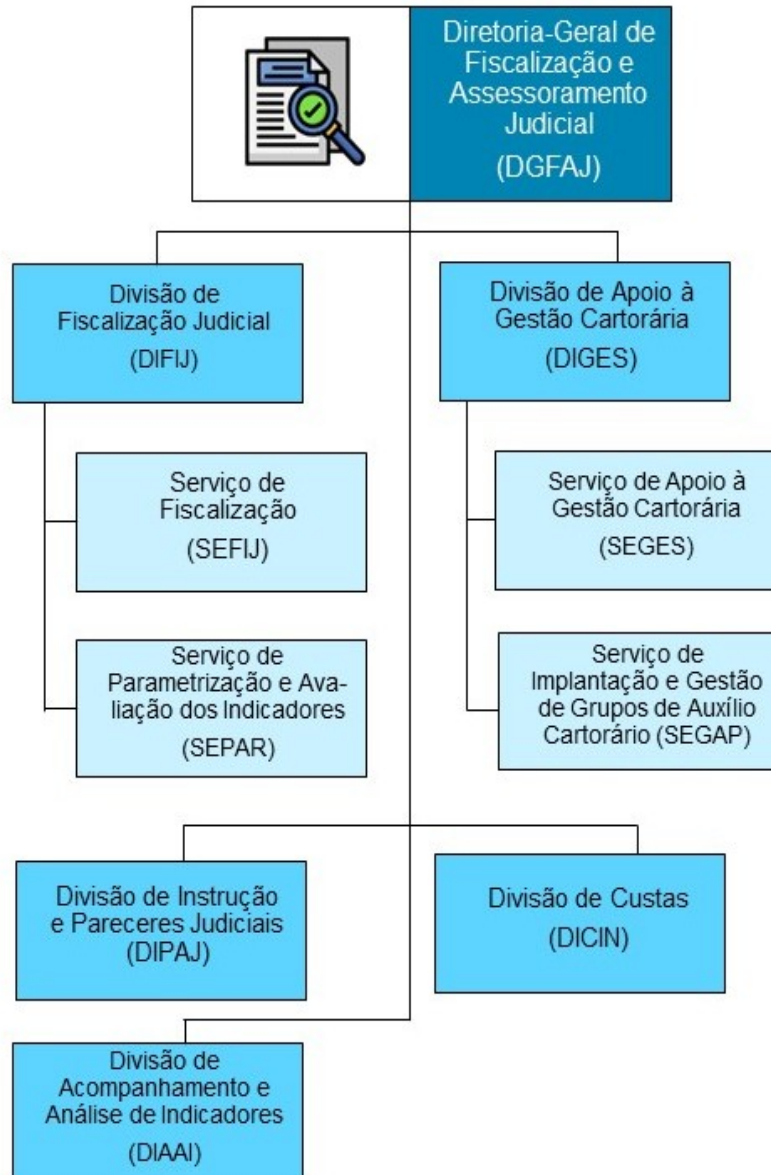 Diretoria-Geral de
Fiscalização e
Assessoramento
Judicial
(DGFAJ)
Divisão de
Fiscalização Judicial
(DIFIJ)
Divisão de Apoio à
Gestão Cartorária
(DIGES)
Serviço de
Fiscalização
(SEFIJ)
Serviço de Apoio à
Gestão Cartorária
(SEGES)
Serviço de
Parametrização e Ava-
liação dos Indicadores
(SEPAR)
Serviço de
Implantação e Gestão
de Grupos de Auxílio
Cartorário (SEGAP)
Divisão de Instrução
e Pareceres Judiciais
(DIPAJ)
Divisão de Custas
(DICIN)
Divisão de
Acompanhamento e
Análise de Indicadores
(DIAAI)